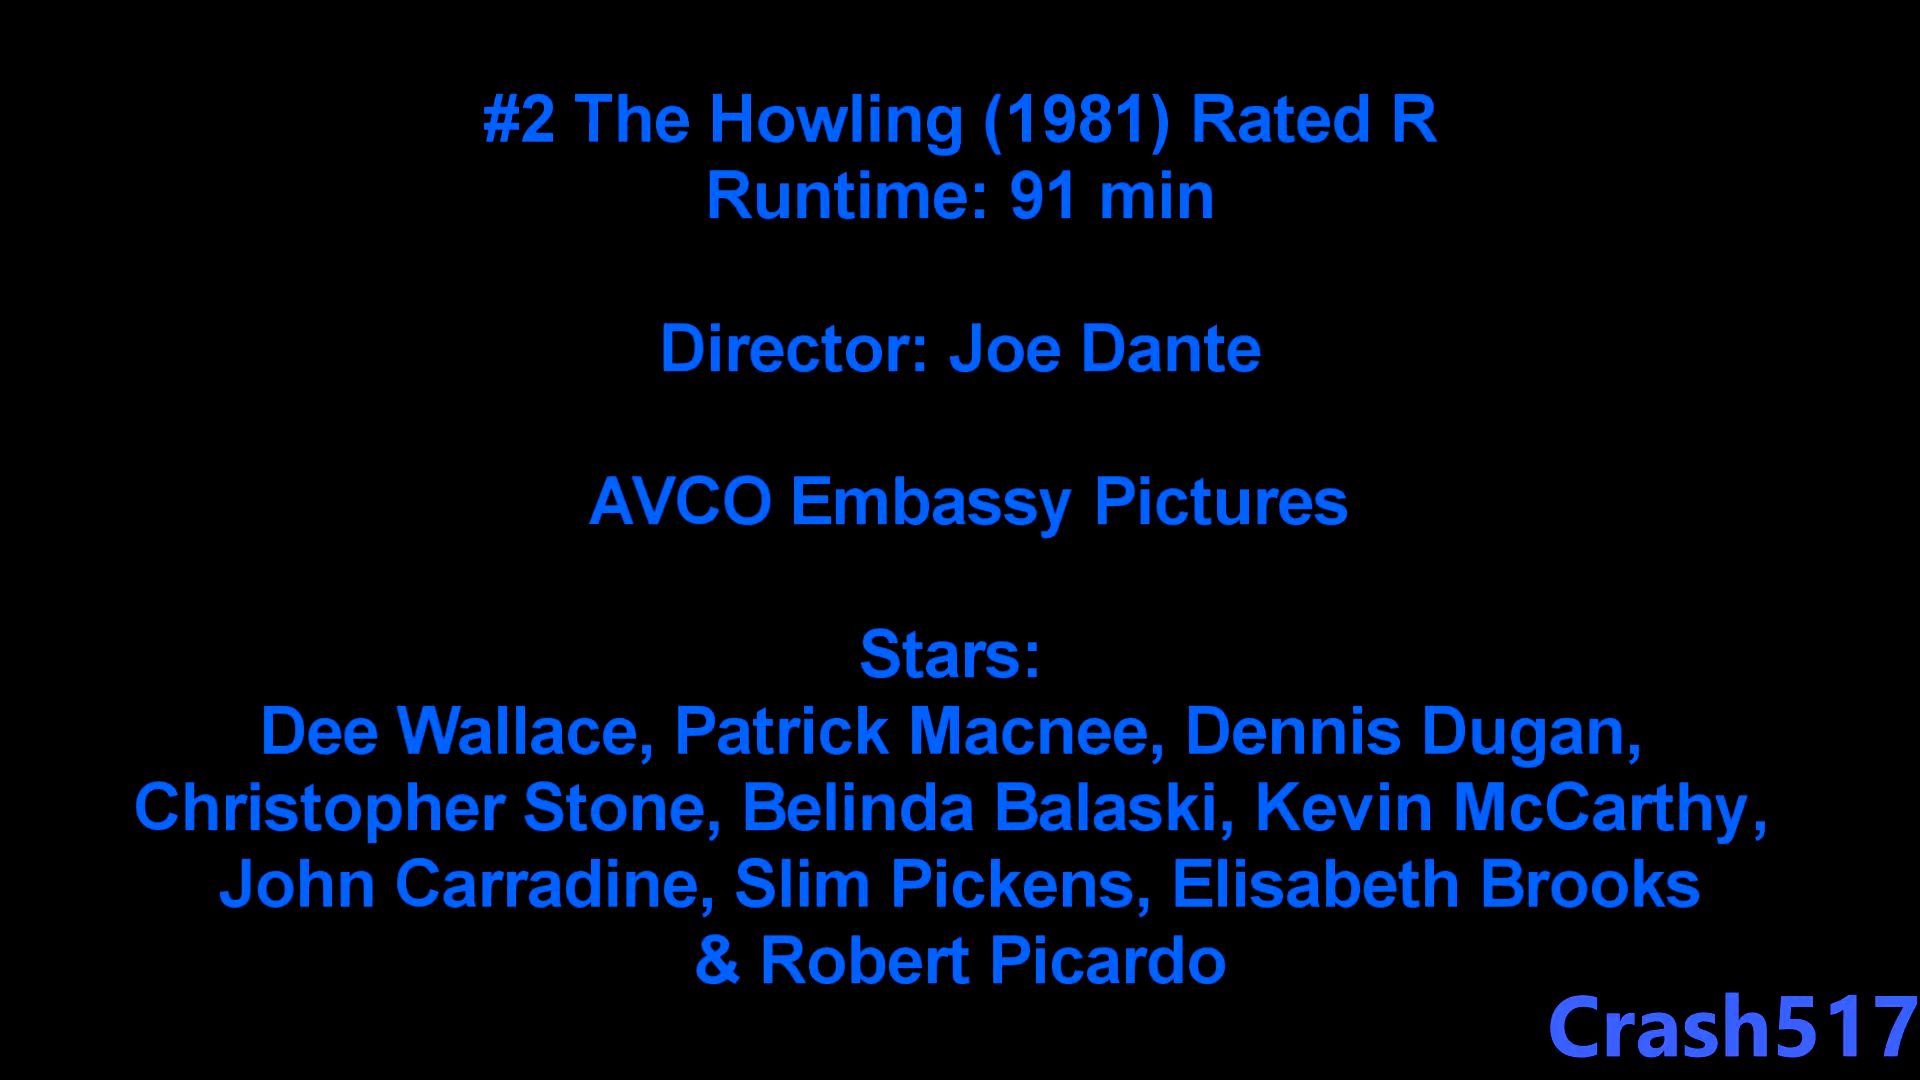 #2 The Howling (1981) Rated R
Runtime: 91 min
Director: Joe Dante
AVCO Embassy Pictures
Stars:
Dee Wallace, Patrick Macnee, Dennis Dugan,
Christopher Stone, Belinda Balaski, Kevin McCarthy,
John Carradine, Slim Pickens, Elisabeth Brooks
& Robert Picardo
Crash517